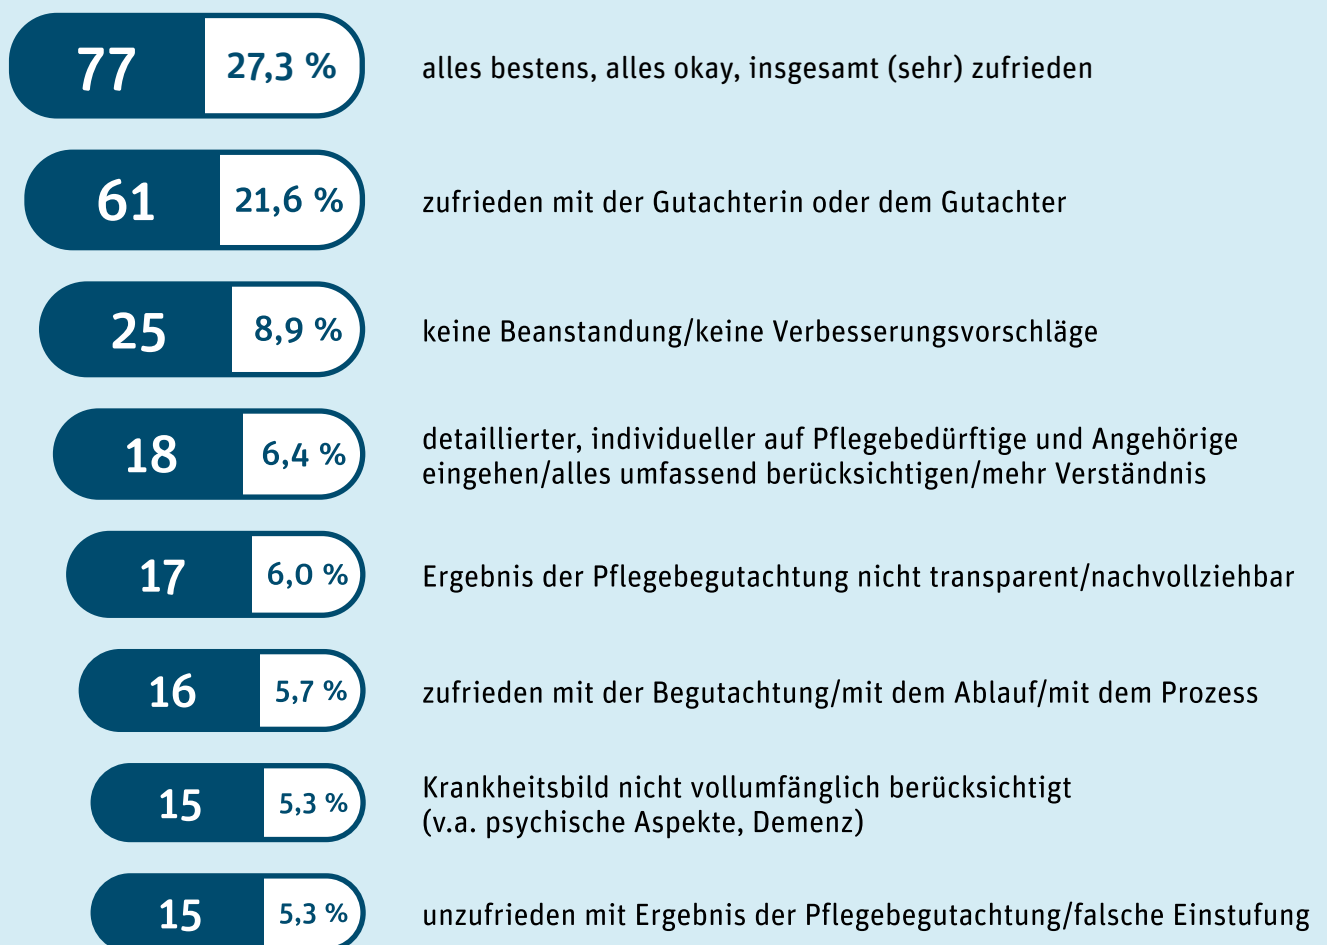 77 27,3 % alles bestens, alles okay, insgesamt (sehr) zufrieden
61 21,6 % zufrieden mit der Gutachterin oder dem Gutachter
25 8,9 % keine Beanstandung/keine Verbesserungsvorschläge
18 6,4 % detaillierter, individueller auf Pflegebedürftige und Angehörige
eingehen/alles umfassend berücksichtigen/mehr Verständnis
17 6,0 % Ergebnis der Pflegebegutachtung nicht transparent/nachvollziehbar
16 5,7 % zufrieden mit der Begutachtung/mit dem Ablauf/mit dem Prozess
15 5,3 % Krankheitsbild nicht vollumfänglich berücksichtigt
(v.a. psychische Aspekte, Demenz)
15 5,3 % unzufrieden mit Ergebnis der Pflegebegutachtung/falsche Einstufung